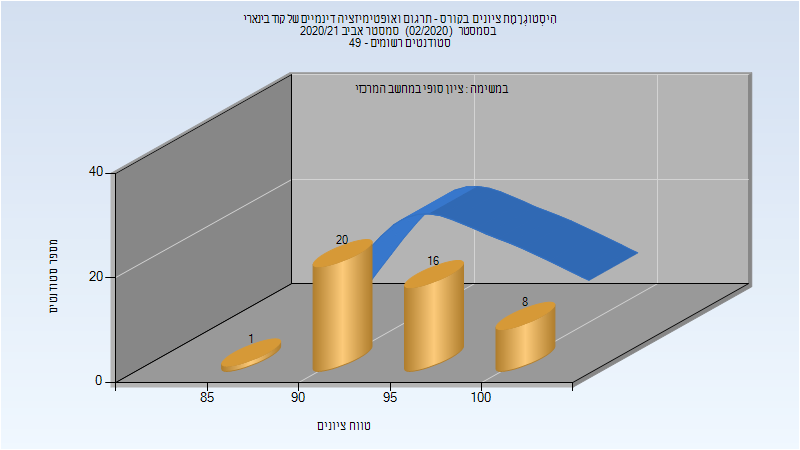 הִיסְטוֹגְרָמַת ציונים בקורס - תרגום ואופטימיזציה דינמיים של קוד בינארי
בסמסטר (02/2020) סמסטר אביב 2020/21
סטודנטים רשומים - 49
במשימה : ציון סופי במחשב המרכזי
מספר סטודנטים
40
20
0
1
20
16
8
85
90
95
100
טווח ציונים